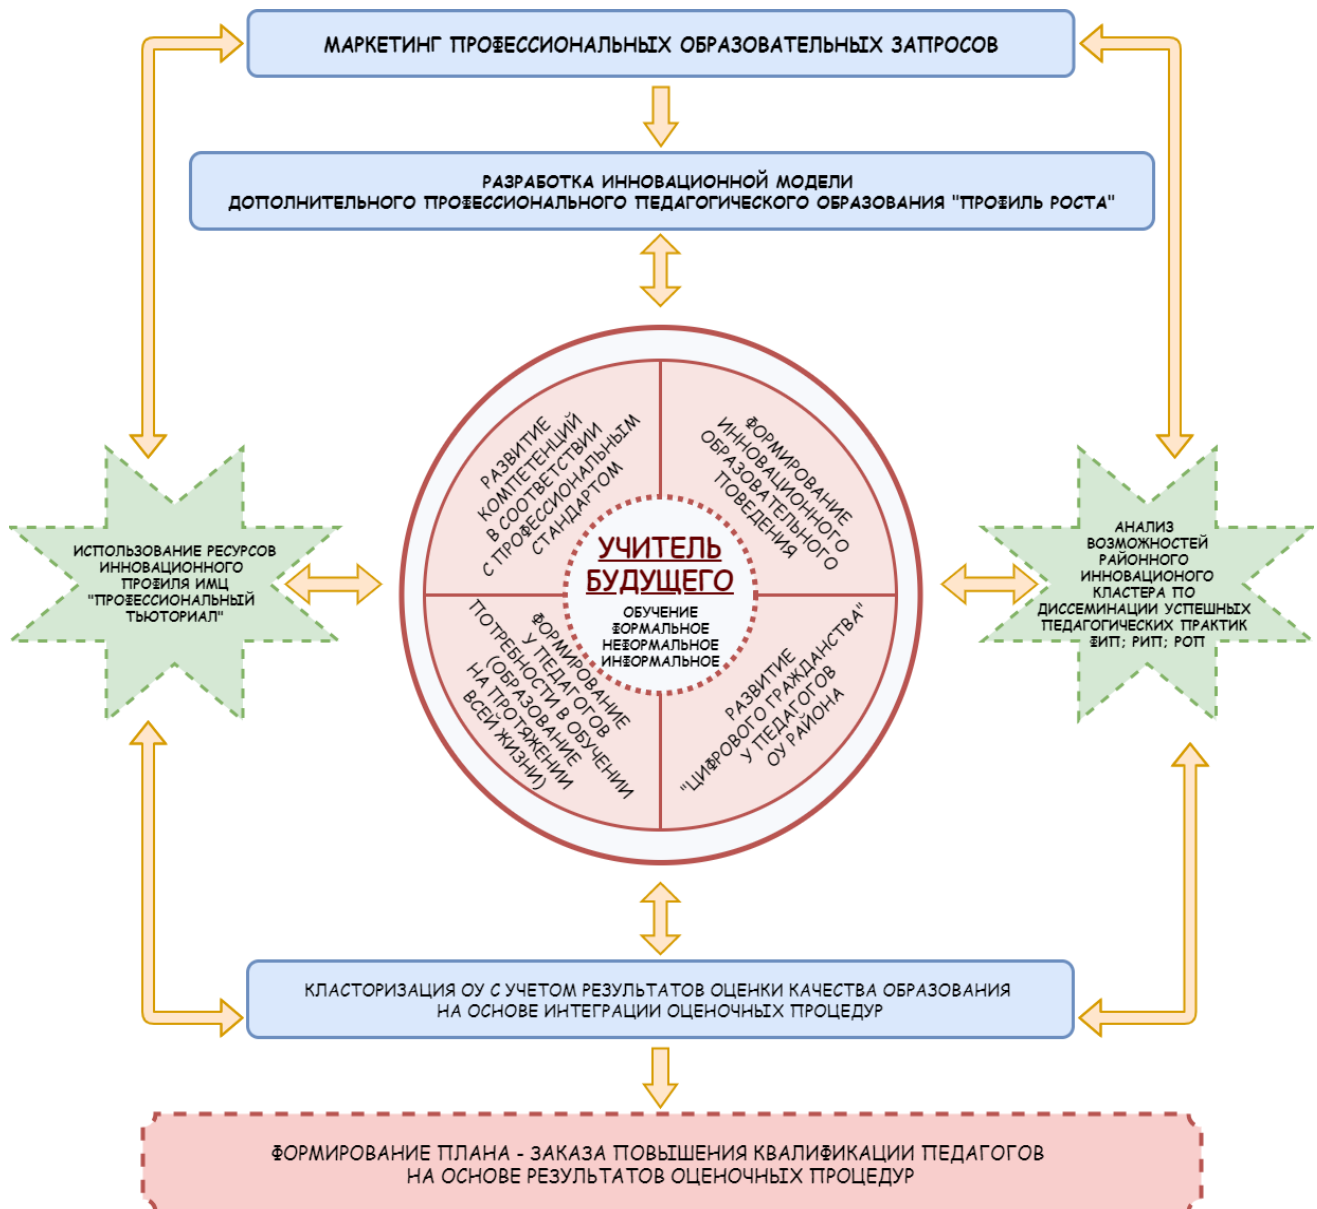 МАРКЕТИНГ ПРОФЕССИОНАЛЬНЫХ ОБРАЗОВАТЕЛЬНЫХ ЗАПРОСОВ
РАЗРАБОТКА ИННОВАЦИОННОЙ МОДЕЛИ
ДОПОЛНИТЕЛЬНОГО ПРОФЕССИОНАЛЬНОГО ПЕДАГОГИЧЕСКОГО ОБРАЗОВАНИЯ "ПРОФИЛЬ РОСТА"
РАЗВИТИЕ
КОМПЕТЕНЦИЙ
В СООТВЕТСТВИИ
С ПРОФЕССИОНАЛЬНЫМ
СТАНДАРТОМ
ФОРМИРОВАНИЕ
ИННОВАЦИОННОГО
ОБРАЗОВАТЕЛЬНОГО
ПОВЕДЕНИЯ
ИСПОЛЬЗОВАНИЕ РЕСУРСОВ
ИННОВАЦИОННОГО
ПРОФИЛЯ ИМЦ
"ПРОФЕССИОНАЛЬНЫЙ
ТЬЮТОРИАЛ"
УЧИТЕЛЬ
БУДУЩЕГО
ОБУЧЕНИЕ
ФОРМАЛЬНОЕ
НЕФОРМАЛЬНОЕ
ИНФОРМАЛЬНОЕ
АНАЛИЗ
ВОЗМОЖНОСТЕЙ
РАЙОННОГО
ИННОВАЦИОНОГО
КЛАСТЕРА ПО
ДИССЕМИНАЦИИ УСПЕШНЫХ
ПЕДАГОГИЧЕСКИХ ПРАКТИК
ФИП; РИП; РОП
ФОРМИРОВАНИЕ
У ПЕДАГОГОВ
ПОТРЕБНОСТИ В ОБУЧЕНИИ
(ОБРАЗОВАНИЕ
НА ПРОТЯЖЕНИИ
ВСЕЙ ЖИЗНИ)
РАЗВИТИЕ
"ЦИФРОВОГО ГРАЖДАНСТВА"
У ПЕДАГОГОВ
ОУ РАЙОНА
КЛАСТОРИЗАЦИЯ ОУ С УЧЕТОМ РЕЗУЛЬТАТОВ ОЦЕНКИ КАЧЕСТВА ОБРАЗОВАНИЯ
НА ОСНОВЕ ИНТЕГРАЦИИ ОЦЕНОЧНЫХ ПРОЦЕДУР
ФОРМИРОВАНИЕ ПЛАНА - ЗАКАЗА ПОВЫШЕНИЯ КВАЛИФИКАЦИИ ПЕДАГОГОВ
НА ОСНОВЕ РЕЗУЛЬТАТОВ ОЦЕНОЧНЫХ ПРОЦЕДУР